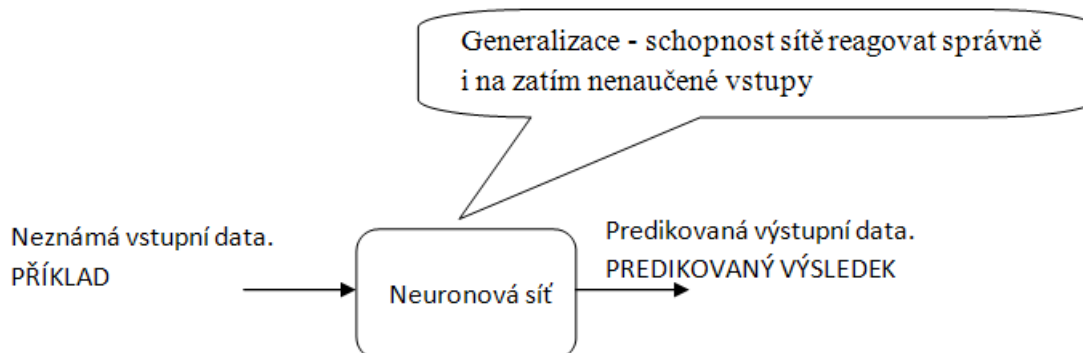 Generalizace - schopnost sítě reagovat správně
i na zatím nenaučené vstupy
Neznámá vstupní data.
PŘÍKLAD
Neuronová síť
Predikovaná výstupní data.
PREDIKOVANÝ VÝSLEDEK